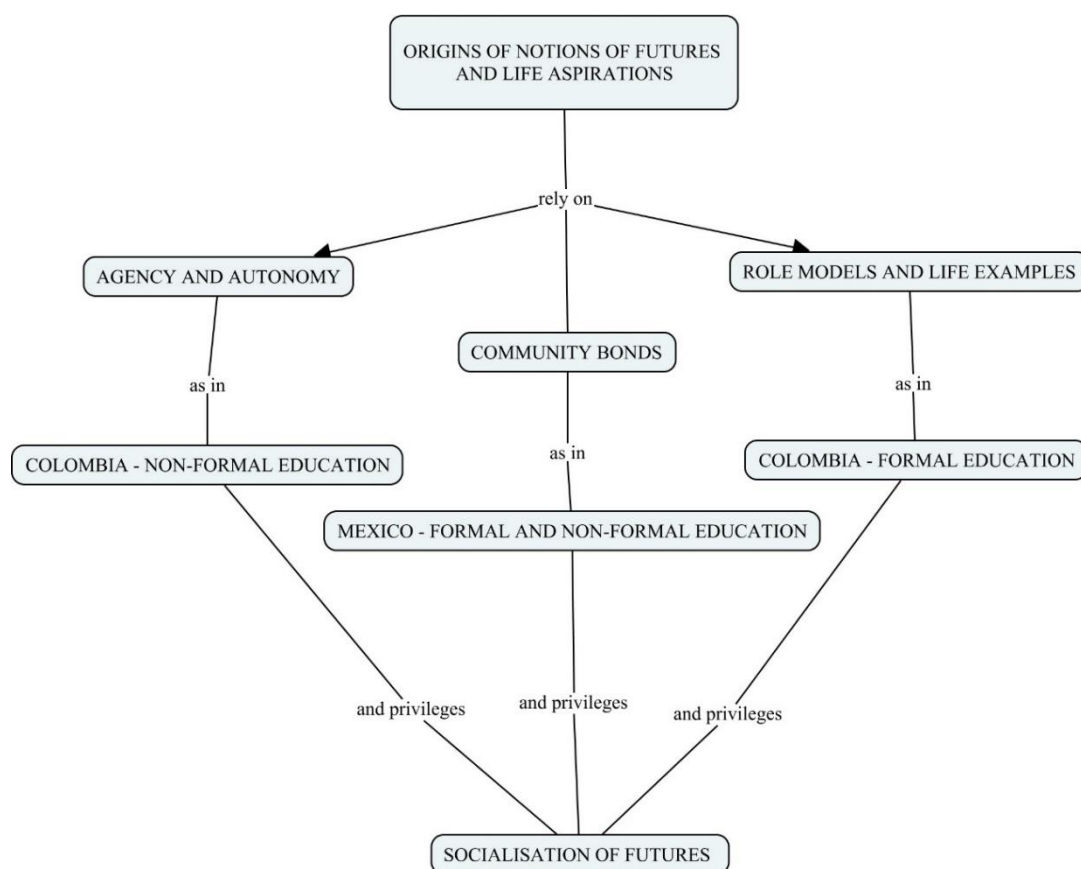 ORIGINS OF NOTIONS OF FUTURES
AND LIFE ASPIRATIONS
rely on
AGENCY AND AUTONOMY
ROLE MODELS AND LIFE EXAMPLES
COMMUNITY BONDS
as in
as in
as in
COLOMBIA - NON-FORMAL EDUCATION
COLOMBIA - FORMAL EDUCATION
MEXICO - FORMAL AND NON-FORMAL EDUCATION
and privileges
and privileges
and privileges
SOCIALISATION OF FUTURES